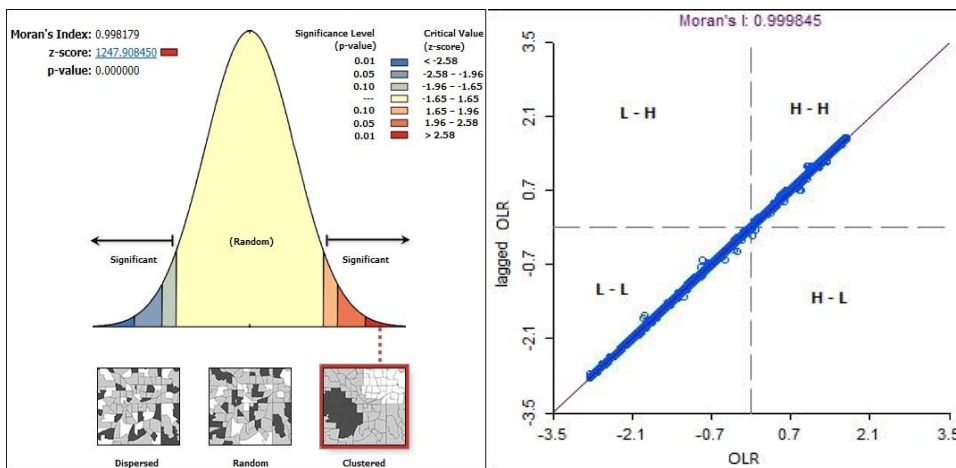 Moran's Index: 0.998179
z-score: 1247.908450
p-value: 0.000000
Significance Level
(p-value)
Critical Value
(z-score)
0.01 < -2.58
0.05 -2.58 – -1.96
0.10 -1.96 – -1.65
--- -1.65 – 1.65
0.10 1.65 – 1.96
0.05 1.96 – 2.58
0.01 > 2.58
Significant
(Random)
Significant
Dispersed
Random
Clustered
Moran's I: 0.999845
3.5
2.1
0.7
-0.7
-2.1
-3.5
lagged OLR
L - H
H - H
L - L
H - L
-3.5 -2.1 -0.7 0.7 2.1 3.5
OLR